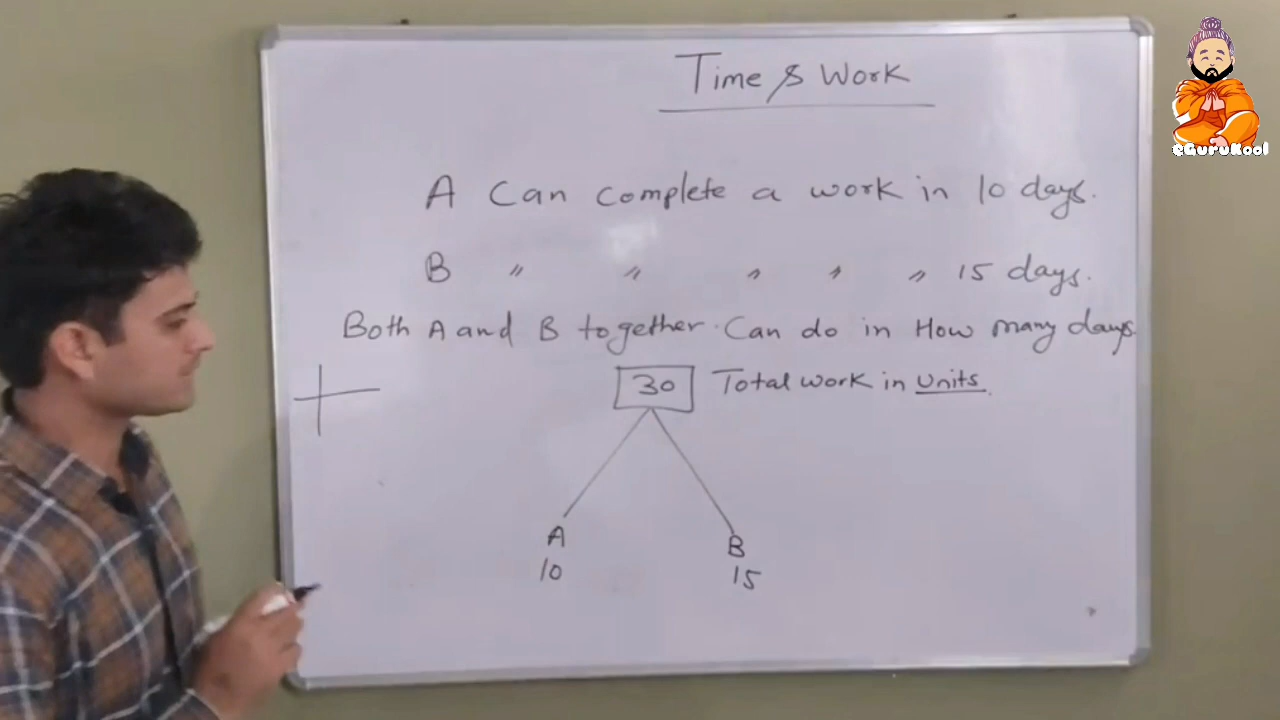 Time & Work
A Can complete a work in 10 days.
B 〃 〃 〃 〃 〃 15 days.
Both A and B together. Can do in How many days
30 Total work in Units.
A B
10 15
eGuruKool